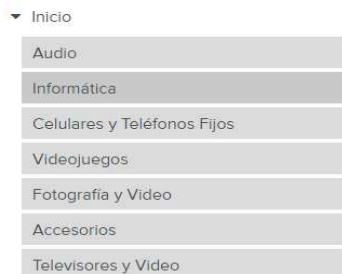 Inicio
Audio
Informática
Celulares y Teléfonos Fijos
Videojuegos
Fotografía y Video
Accesorios
Televisores y Video